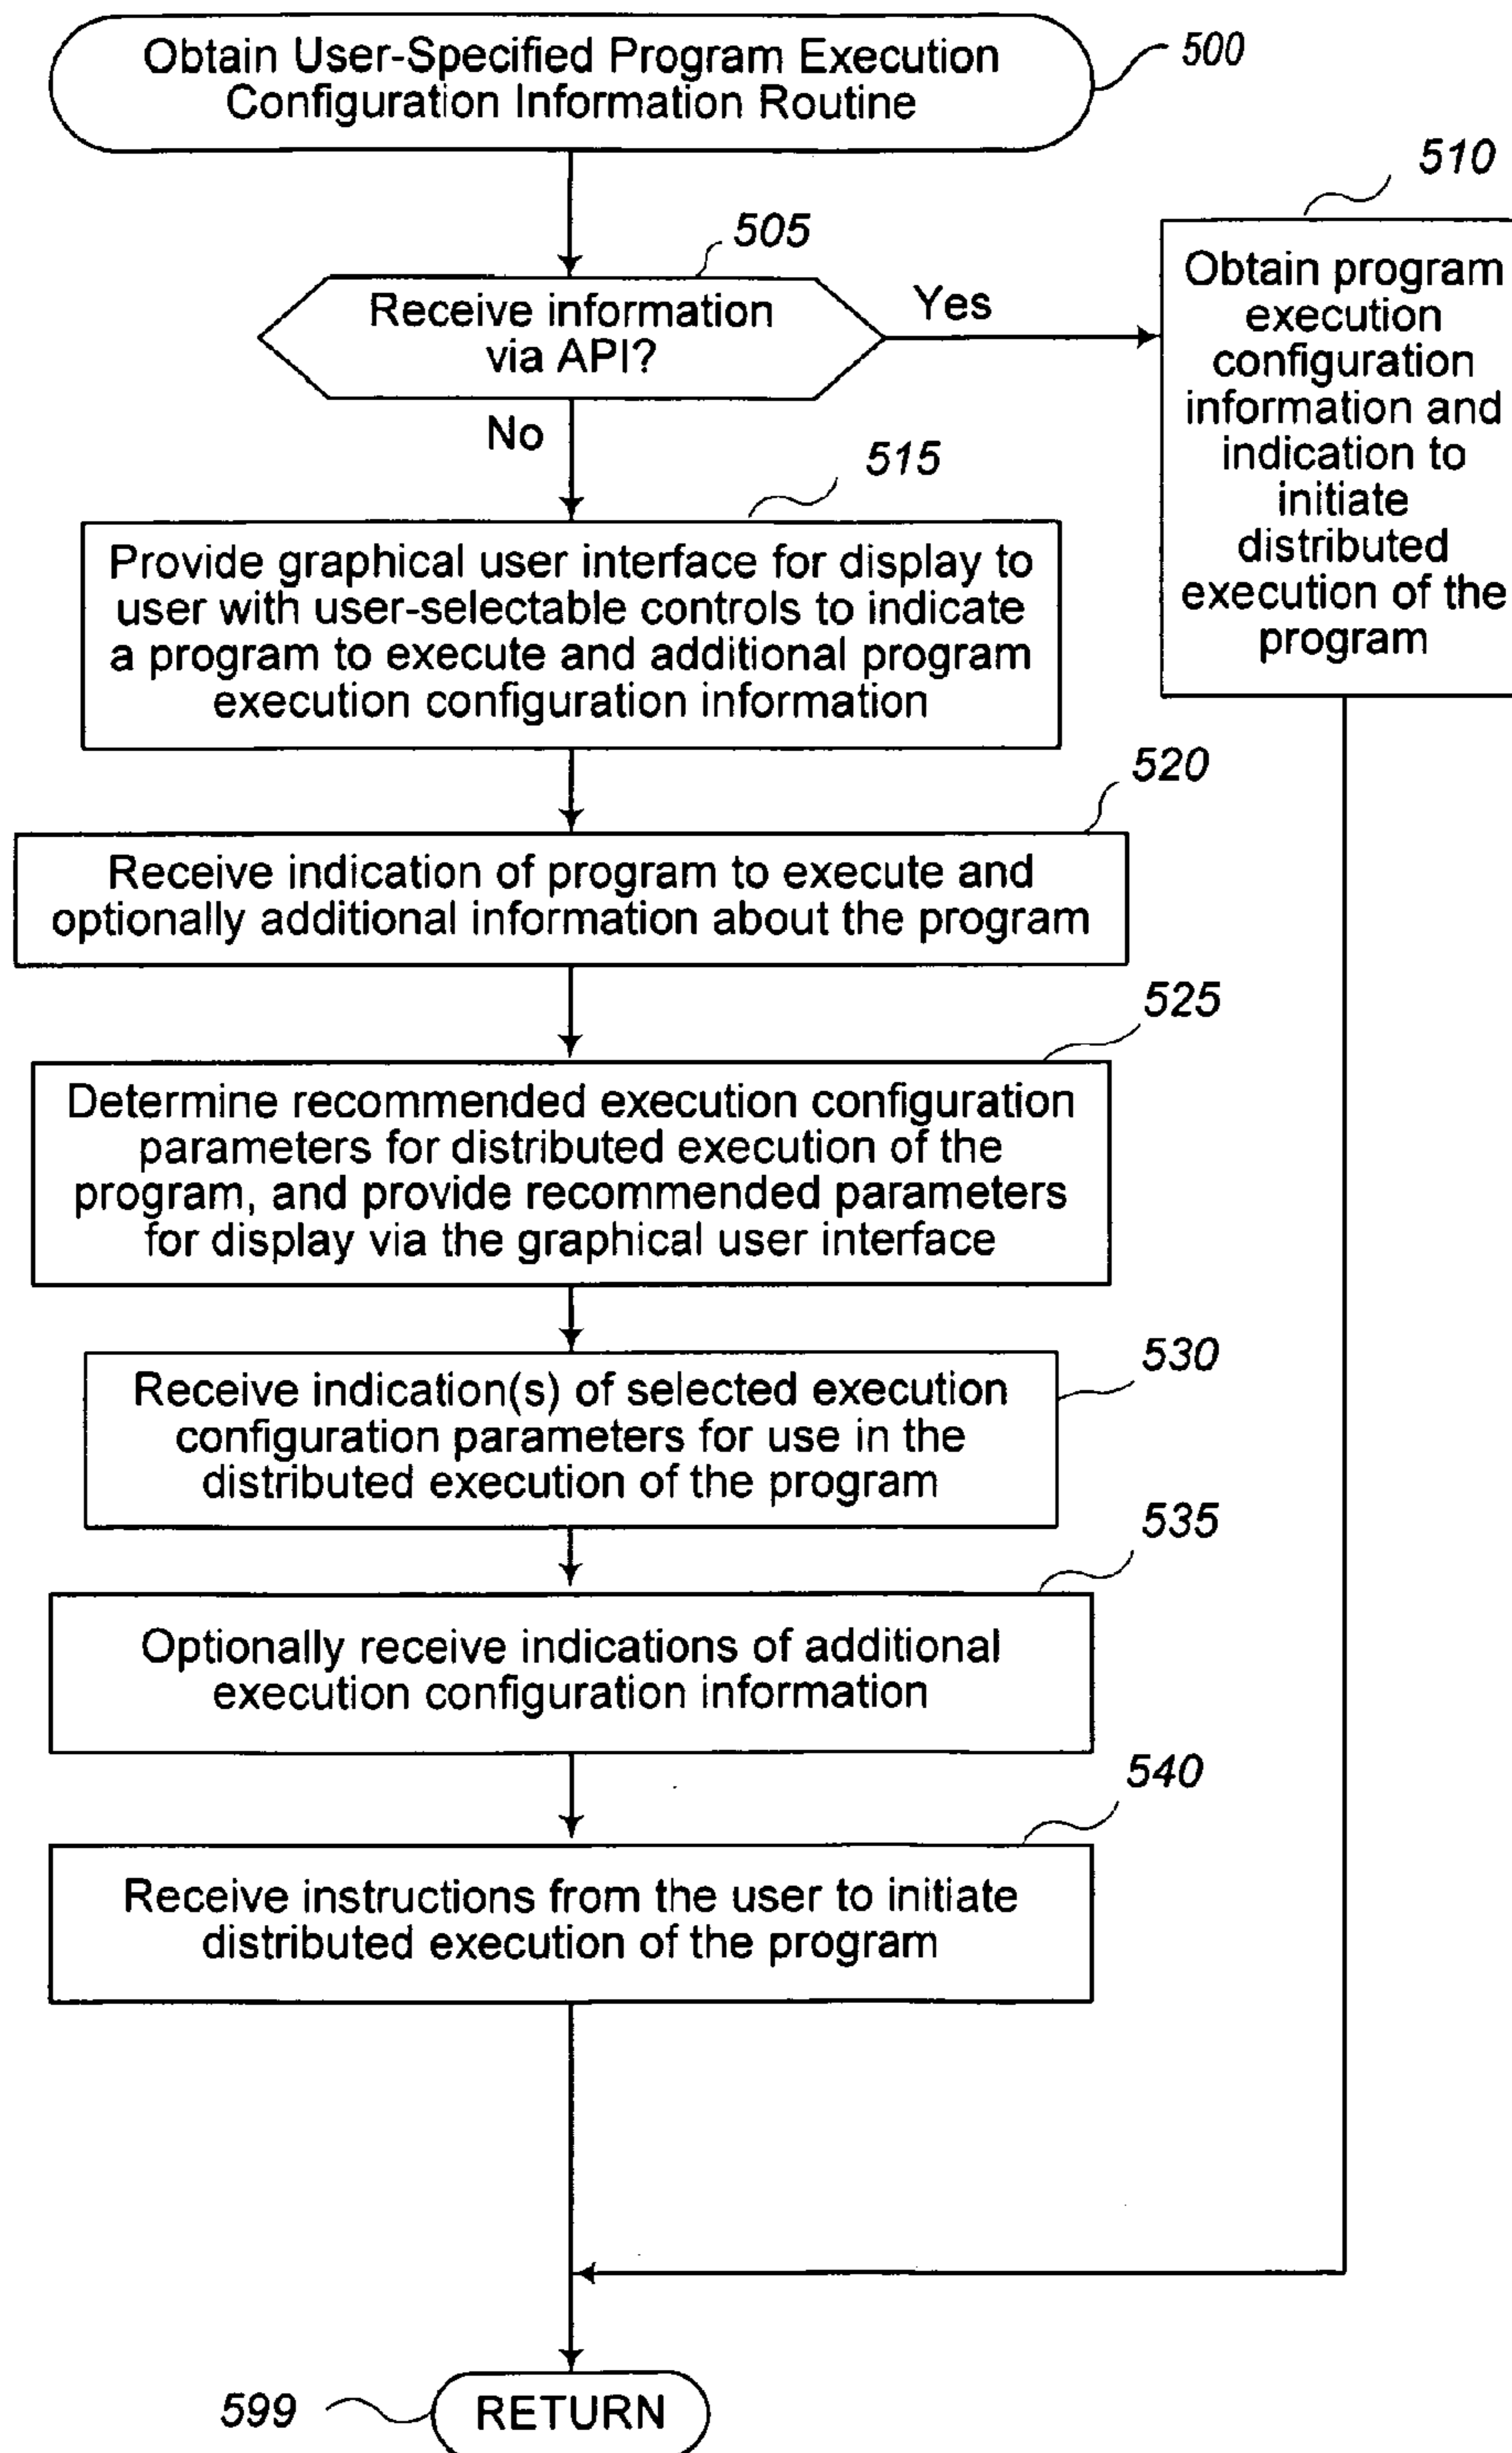 Obtain User-Specified Program Execution
Configuration Information Routine
500
505
Receive information
via API?
Yes
No
510
Obtain program
execution
configuration
information and
indication to
initiate
distributed
execution of the
program
515
Provide graphical user interface for display to
user with user-selectable controls to indicate
a program to execute and additional program
execution configuration information
520
Receive indication of program to execute and
optionally additional information about the program
525
Determine recommended execution configuration
parameters for distributed execution of the
program, and provide recommended parameters
for display via the graphical user interface
530
Receive indication(s) of selected execution
configuration parameters for use in the
distributed execution of the program
535
Optionally receive indications of additional
execution configuration information
540
Receive instructions from the user to initiate
distributed execution of the program
599
RETURN